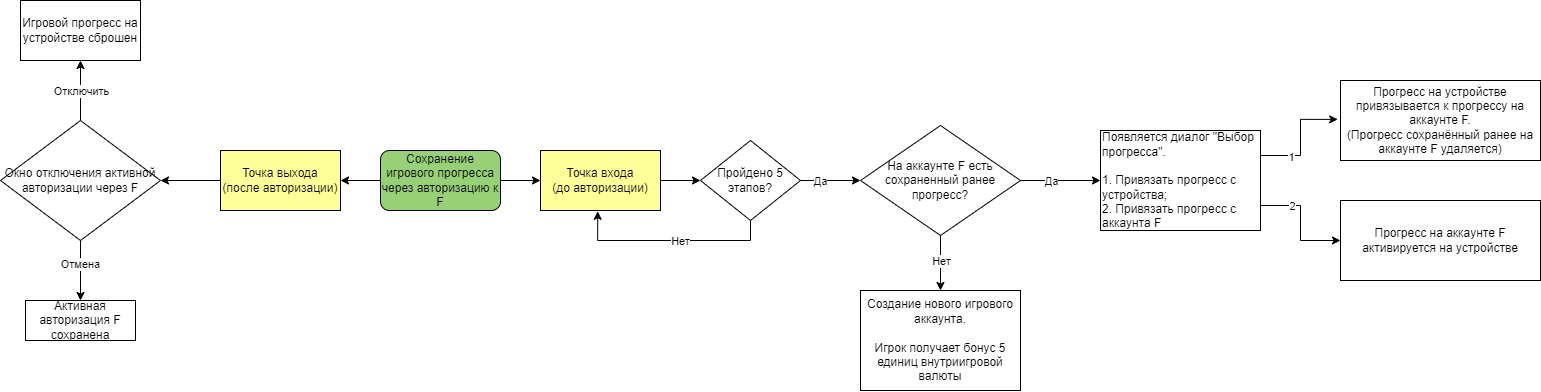 Игровой прогресс на
устройстве сброшен
Отключить
Окно отключения активной
авторизации через F
Отмена
Активная
авторизация F
сохранена
Точка выхода
(после авторизации)
Сохранение
игрового прогресса
через авторизацию к
F
Точка входа
(до авторизации)
Нет
Пройдено 5
этапов?
Да
На аккаунте F есть
сохраненный ранее
прогресс?
Да
Нет
Создание нового игрового
аккаунта.
Игрок получает бонус 5
единиц внутриигровой
валюты
Появляется диалог "Выбор
прогресса".
1. Привязать прогресс с
устройства;
2. Привязать прогресс с
аккаунта F
1
Прогресс на устройстве
привязывается к прогрессу на
аккаунте F.
(Прогресс сохранённый ранее на
аккаунте F удаляется)
2
Прогресс на аккаунте F
активируется на устройстве